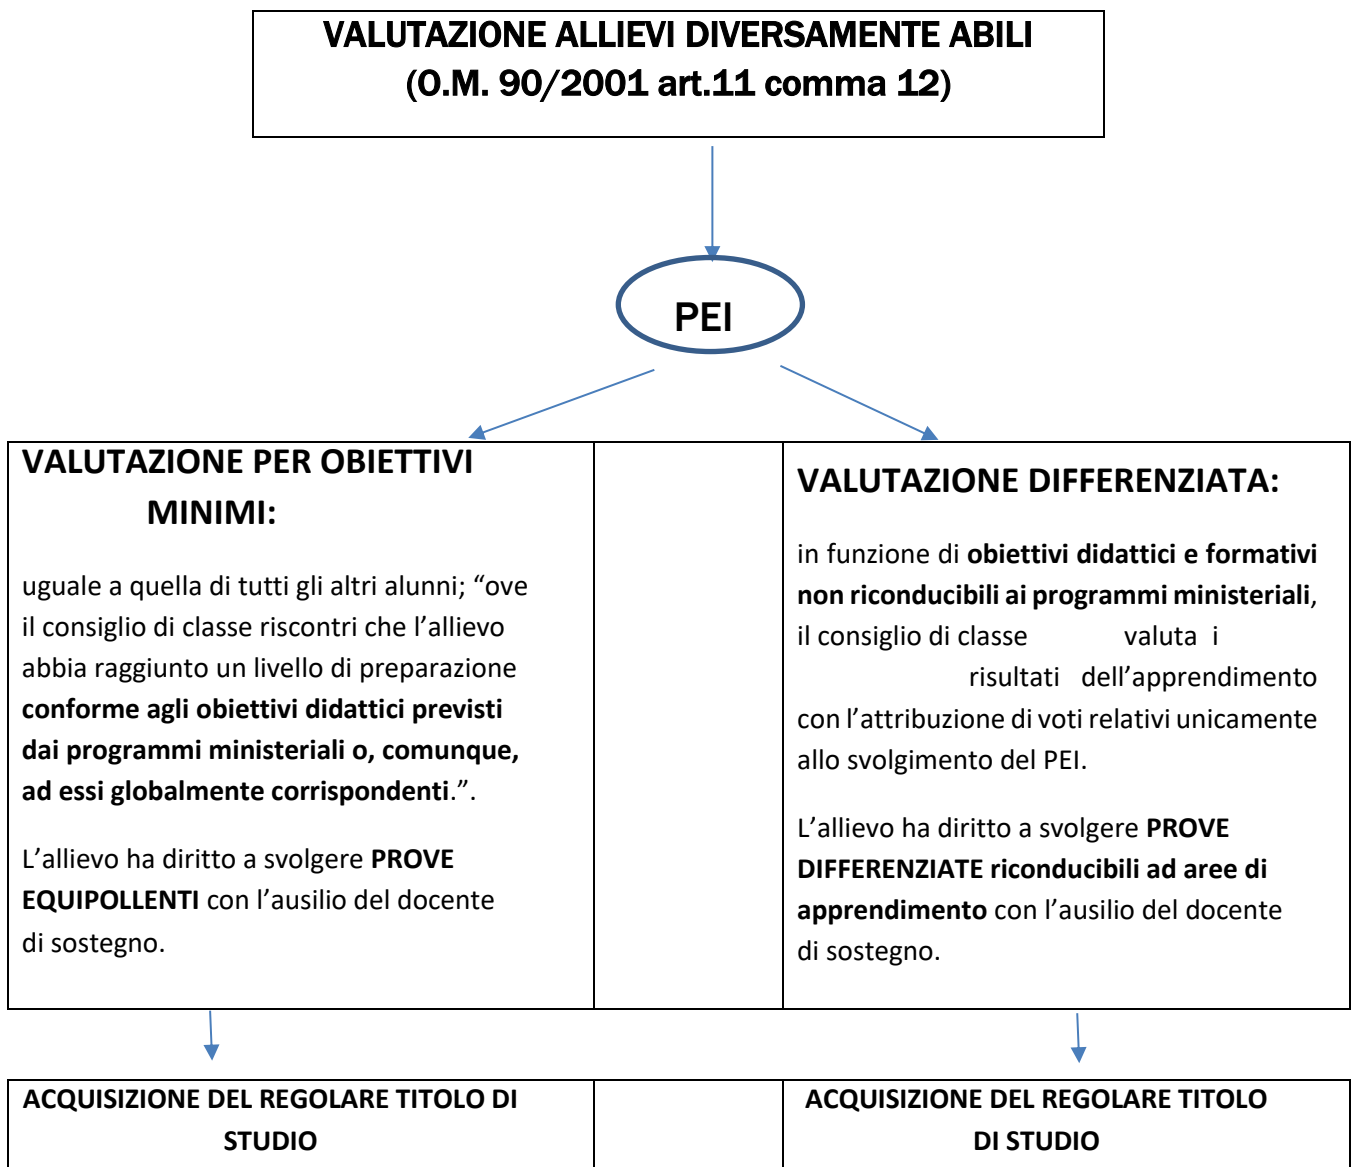 VALUTAZIONE ALLIEVI DIVERSAMENTE ABILI
(O.M. 90/2001 art.11 comma 12)
PEI
VALUTAZIONE PER OBIETTIVI
MINIMI:
uguale a quella di tutti gli altri alunni; “ove
il consiglio di classe riscontri che l’allievo
abbia raggiunto un livello di preparazione
conforme agli obiettivi didattici previsti
dai programmi ministeriali o, comunque,
ad essi globalmente corrispondenti.”.
L’allievo ha diritto a svolgere PROVE
EQUIPOLLENTI con l’ausilio del docente
di sostegno.
VALUTAZIONE DIFFERENZIATA:
in funzione di obiettivi didattici e formativi
non riconducibili ai programmi ministeriali,
il consiglio di classe valuta i
risultati dell’apprendimento
con l’attribuzione di voti relativi unicamente
allo svolgimento del PEI.
L’allievo ha diritto a svolgere PROVE
DIFFERENZIATE riconducibili ad aree di
apprendimento con l’ausilio del docente
di sostegno.
ACQUISIZIONE DEL REGOLARE TITOLO DI
STUDIO
ACQUISIZIONE DEL REGOLARE TITOLO
DI STUDIO